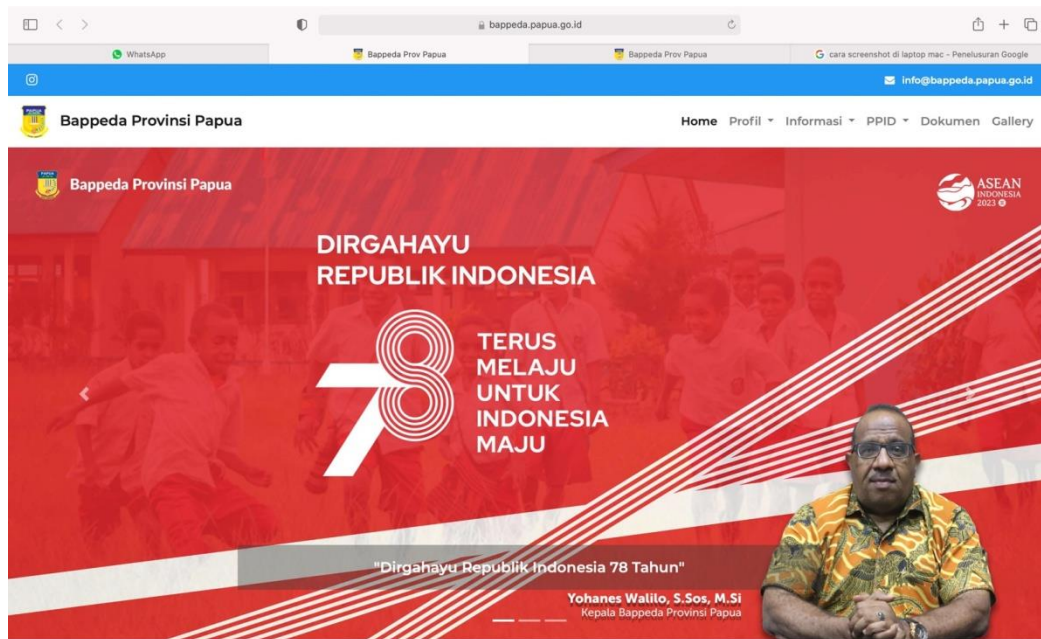 bappeda.papua.go.id
WhatsApp
Bappeda Prov Papua
Bappeda Prov Papua
cara screenshot di laptop mac - Penelusuran Google
info@bappeda.papua.go.id
Bappeda Provinsi Papua
Home Profil Informasi PPID Dokumen Gallery
Bappeda Provinsi Papua
ASEAN
INDONESIA
2023
DIRGAHAYU
REPUBLIK INDONESIA
78
TERUS
MELAJU
UNTUK
INDONESIA
MAJU
"Dirgahayu Republik Indonesia 78 Tahun"
Yohanes Walilo, S.Sos, M.Si
Kepala Bappeda Provinsi Papua